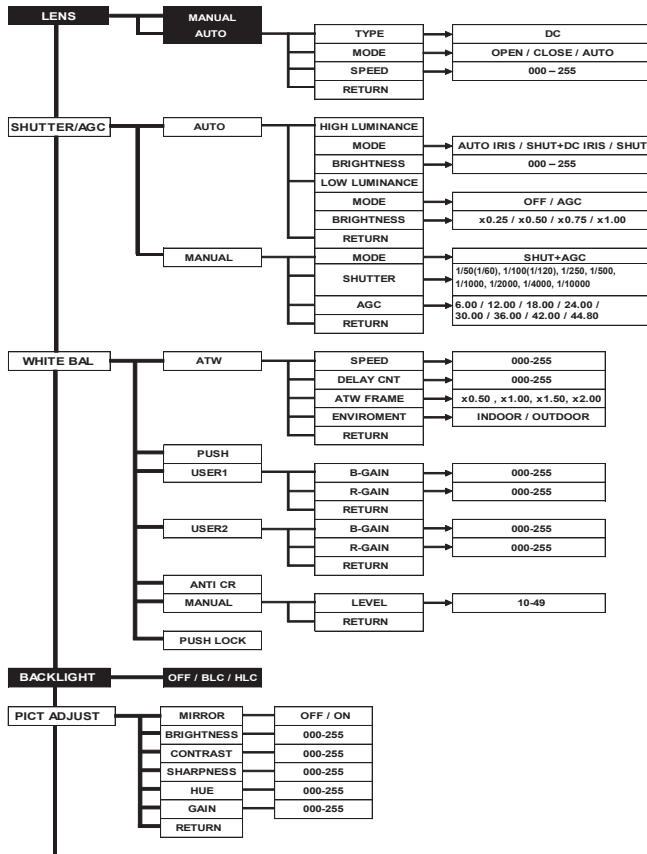 LENS
MANUAL
AUTO
TYPE
DC
MODE
OPEN / CLOSE / AUTO
SPEED
000 – 255
RETURN
SHUTTER/AGC
AUTO
HIGH LUMINANCE
MODE
AUTO IRIS / SHUT+DC IRIS / SHUT
BRIGHTNESS
000 – 255
LOW LUMINANCE
MODE
OFF / AGC
BRIGHTNESS
x0.25 / x0.50 / x0.75 / x1.00
RETURN
MANUAL
MODE
SHUT+AGC
SHUTTER
1/50(1/60), 1/100(1/120), 1/250, 1/500,
1/1000, 1/2000, 1/4000, 1/10000
AGC
6.00 / 12.00 / 18.00 / 24.00 /
30.00 / 36.00 / 42.00 / 44.80
RETURN
WHITE BAL
ATW
SPEED
000-255
DELAY CNT
000-255
ATW FRAME
x0.50 , x1.00, x1.50, x2.00
ENVIROMENT
INDOOR / OUTDOOR
RETURN
PUSH
USER1
B-GAIN
000-255
R-GAIN
000-255
RETURN
USER2
B-GAIN
000-255
R-GAIN
000-255
RETURN
ANTI CR
MANUAL
LEVEL
10-49
RETURN
PUSH LOCK
BACKLIGHT
OFF / BLC / HLC
PICT ADJUST
MIRROR
OFF / ON
BRIGHTNESS
000-255
CONTRAST
000-255
SHARPNESS
000-255
HUE
000-255
GAIN
000-255
RETURN